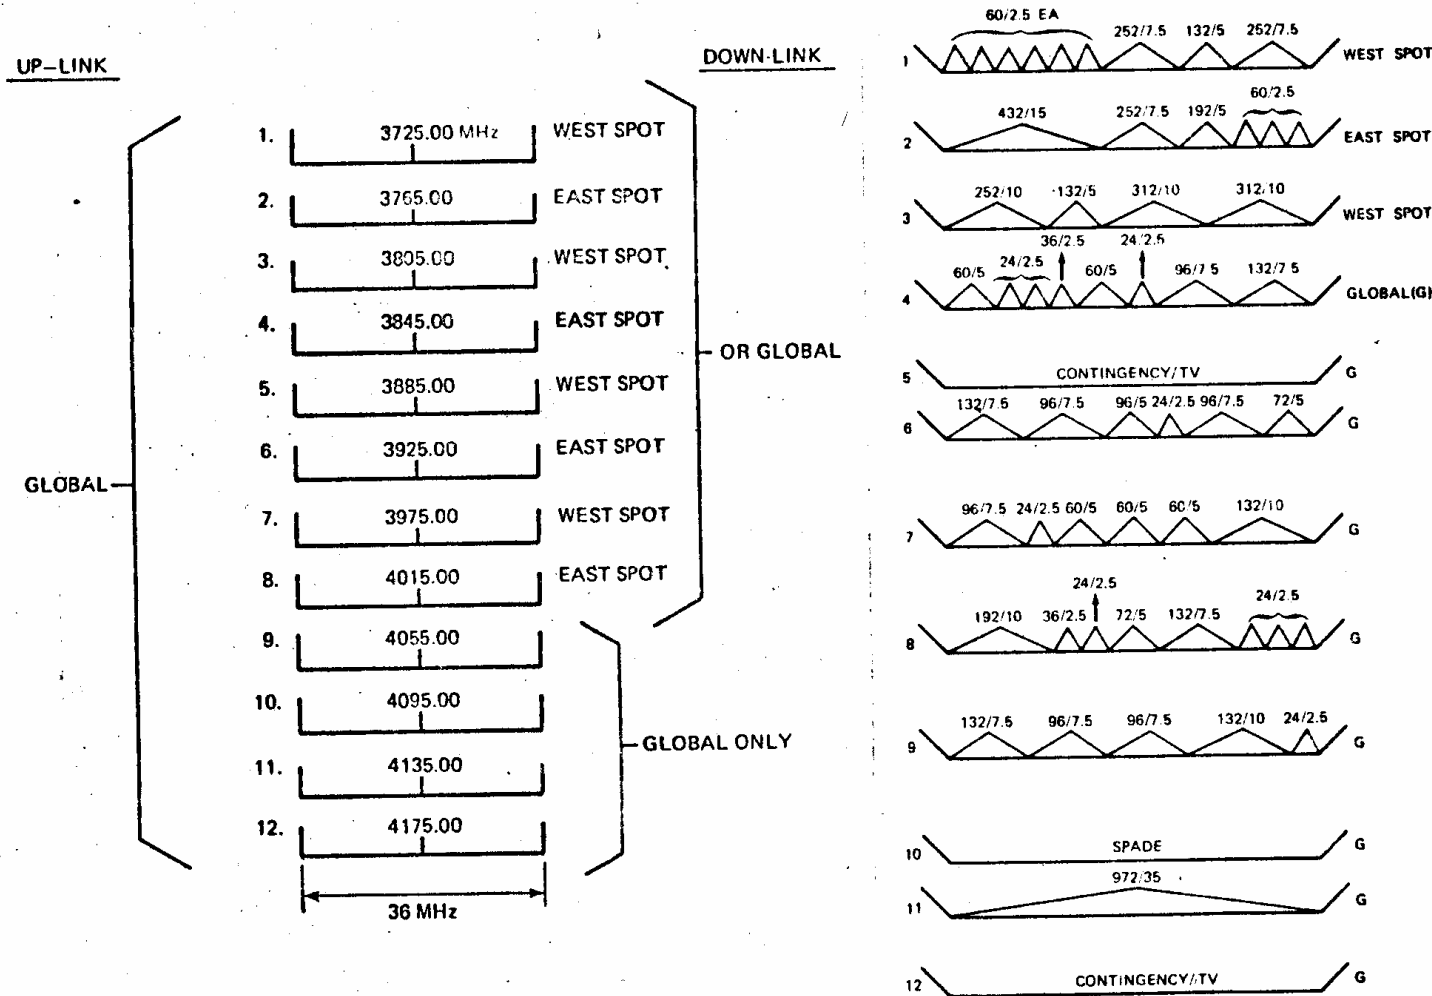 UP-LINK
DOWN-LINK
1. 3725.00 MHz WEST SPOT
2. 3765.00 EAST SPOT
3. 3805.00 WEST SPOT
4. 3845.00 EAST SPOT
5. 3885.00 WEST SPOT
6. 3925.00 EAST SPOT
7. 3975.00 WEST SPOT
8. 4015.00 EAST SPOT
9. 4055.00
10. 4095.00
11. 4135.00
12. 4175.00
GLOBAL
OR GLOBAL
GLOBAL ONLY
36 MHz
60/2.5 EA 252/7.5 132/5 252/7.5
1 WEST SPOT
432/15 252/7.5 192/5 60/2.5
2 EAST SPOT
252/10 132/5 312/10 312/10
3 WEST SPOT
36/2.5 24/2.5
60/5 24/2.5 60/5 96/7.5 132/7.5
4 GLOBAL(G)
5 CONTINGENCY/TV G
132/7.5 96/7.5 96/5 24/2.5 96/7.5 72/5
6 G
96/7.5 24/2.5 60/5 60/5 60/5 132/10
7 G
24/2.5 24/2.5
192/10 36/2.5 72/5 132/7.5
8 G
132/7.5 96/7.5 96/7.5 132/10 24/2.5
9 G
10 SPADE G
972/35
11 G
12 CONTINGENCY/TV G